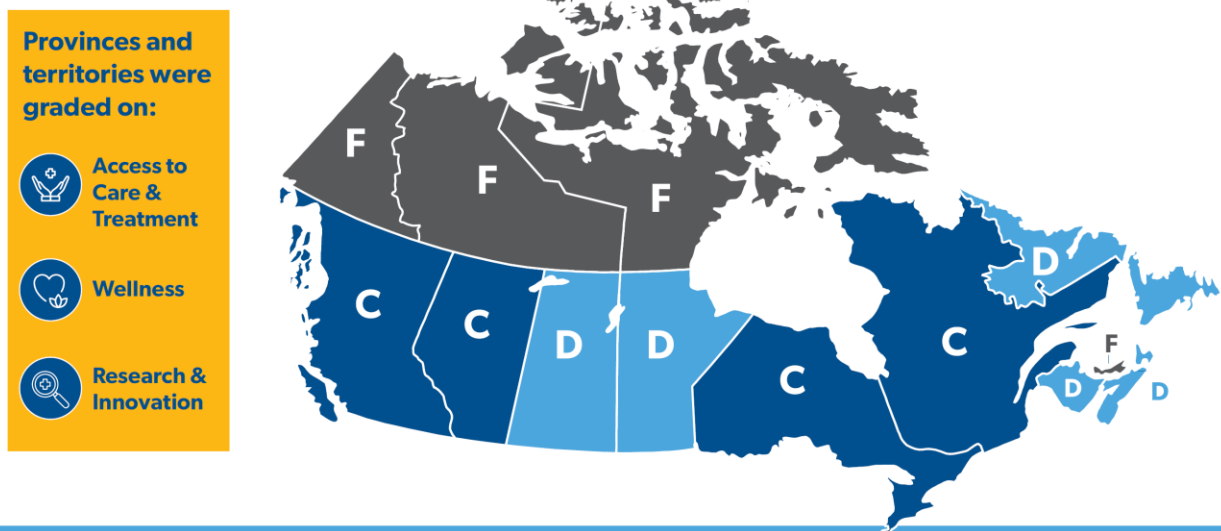 Provinces and
territories were
graded on:
Access to
Care &
Treatment
Wellness
Research &
Innovation
F
F
F
C
C
D
D
C
C
D
F
D
D